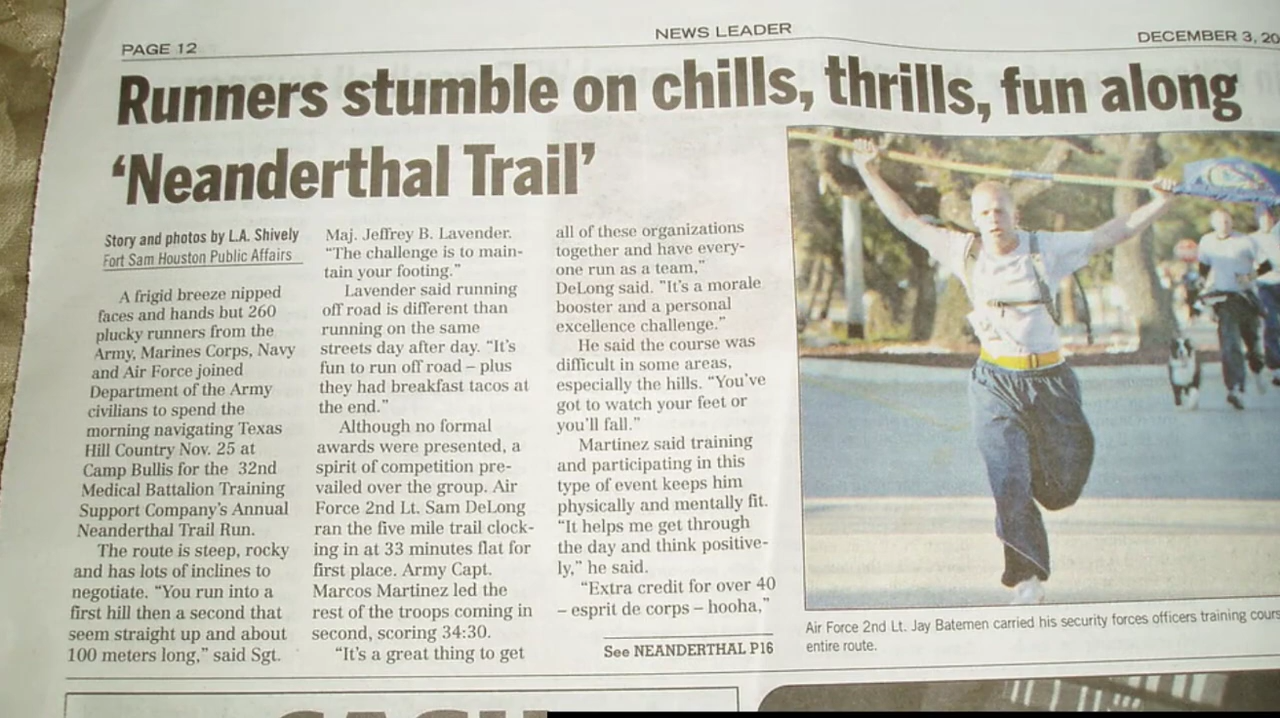 PAGE 12
NEWS LEADER
DECEMBER 3, 20
Runners stumble on chills, thrills, fun along
‘Neanderthal Trail’
Story and photos by L.A. Shively
Fort Sam Houston Public Affairs
A frigid breeze nipped
faces and hands but 260
plucky runners from the
Army, Marines Corps, Navy
and Air Force joined
Department of the Army
civilians to spend the
morning navigating Texas
Hill Country Nov. 25 at
Camp Bullis for the 32nd
Medical Battalion Training
Support Company’s Annual
Neanderthal Trail Run.
The route is steep, rocky
and has lots of inclines to
negotiate. “You run into a
first hill then a second that
seem straight up and about
100 meters long,” said Sgt.
Maj. Jeffrey B. Lavender.
“The challenge is to main-
tain your footing.”
Lavender said running
off road is different than
running on the same
streets day after day. “It’s
fun to run off road – plus
they had breakfast tacos at
the end.”
Although no formal
awards were presented, a
spirit of competition pre-
vailed over the group. Air
Force 2nd Lt. Sam DeLong
ran the five mile trail clock-
ing in at 33 minutes flat for
first place. Army Capt.
Marcos Martinez led the
rest of the troops coming in
second, scoring 34:30.
“It’s a great thing to get
all of these organizations
together and have every-
one run as a team,”
DeLong said. “It’s a morale
booster and a personal
excellence challenge.”
He said the course was
difficult in some areas,
especially the hills. “You’ve
got to watch your feet or
you’ll fall.”
Martinez said training
and participating in this
type of event keeps him
physically and mentally fit.
“It helps me get through
the day and think positive-
ly,” he said.
“Extra credit for over 40
– esprit de corps – hooha,”
See NEANDERTHAL P16
Air Force 2nd Lt. Jay Batemen carried his security forces officers training cours
entire route.